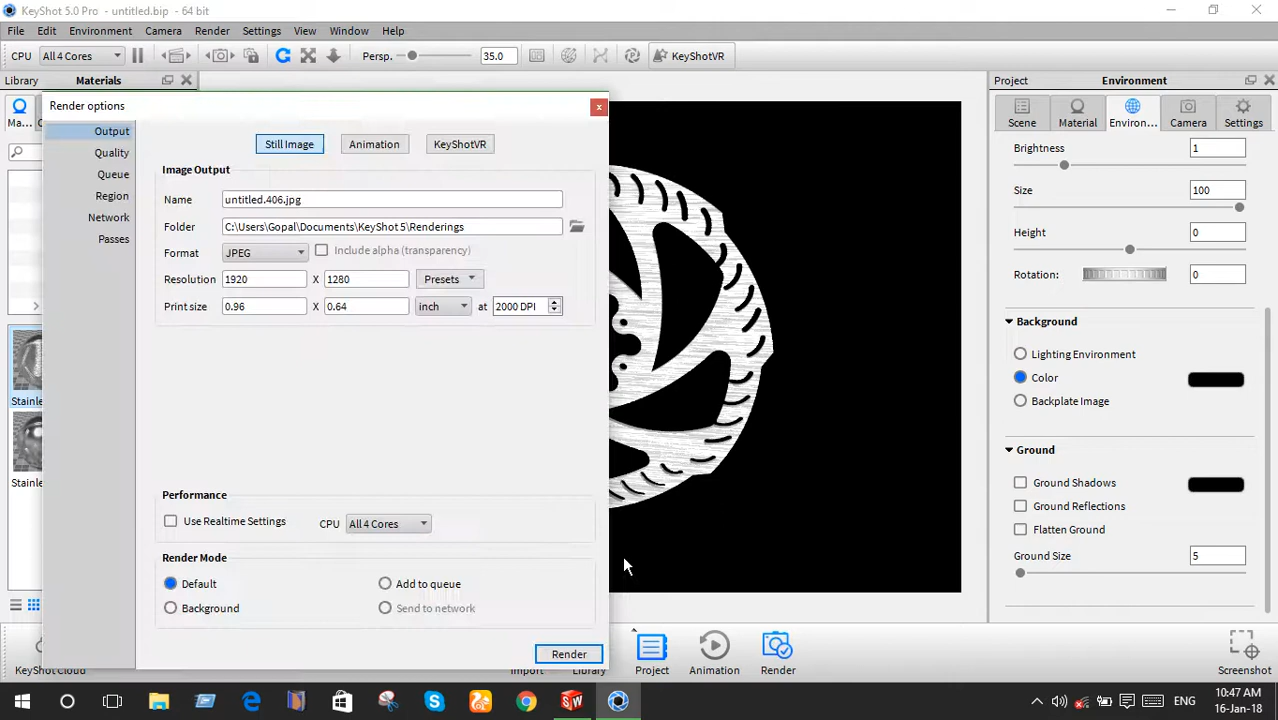 KeyShot 5.0 Pro - untitled.bip - 64 bit
File Edit Environment Camera Render Settings View Window Help
CPU All 4 Cores Persp. 35.0 KeyShotVR
Library Materials Project Environment
Render options
Ma...
Scene Material Environ... Camera Settings
Output
Quality
Queue
Region
Network
Passes
Still Image Animation KeyShotVR
Image Output
Name untitled.406.jpg
Folder C:\Users\Gopal\Documents\KeyShot 5\Renderings
Format JPEG Include alpha (transparency)
Resolution 1920 X 1280 Presets
Print size 0.96 X 0.64 inch at 2000 DPI
Performance
Use Realtime Settings CPU All 4 Cores
Render Mode
Default Add to queue
Background Send to network
Render
Brightness 1
Size 100
Height 0
Rotation: 0
Background
Color
Backplate Image
Ground
Ground Shadows
Ground Reflections
Flatten Ground
Ground Size 5
Stainle
Stainle
KeyShot Cloud Import Library Project Animation Render Screenshot
ENG
10:47 AM
16-Jan-18